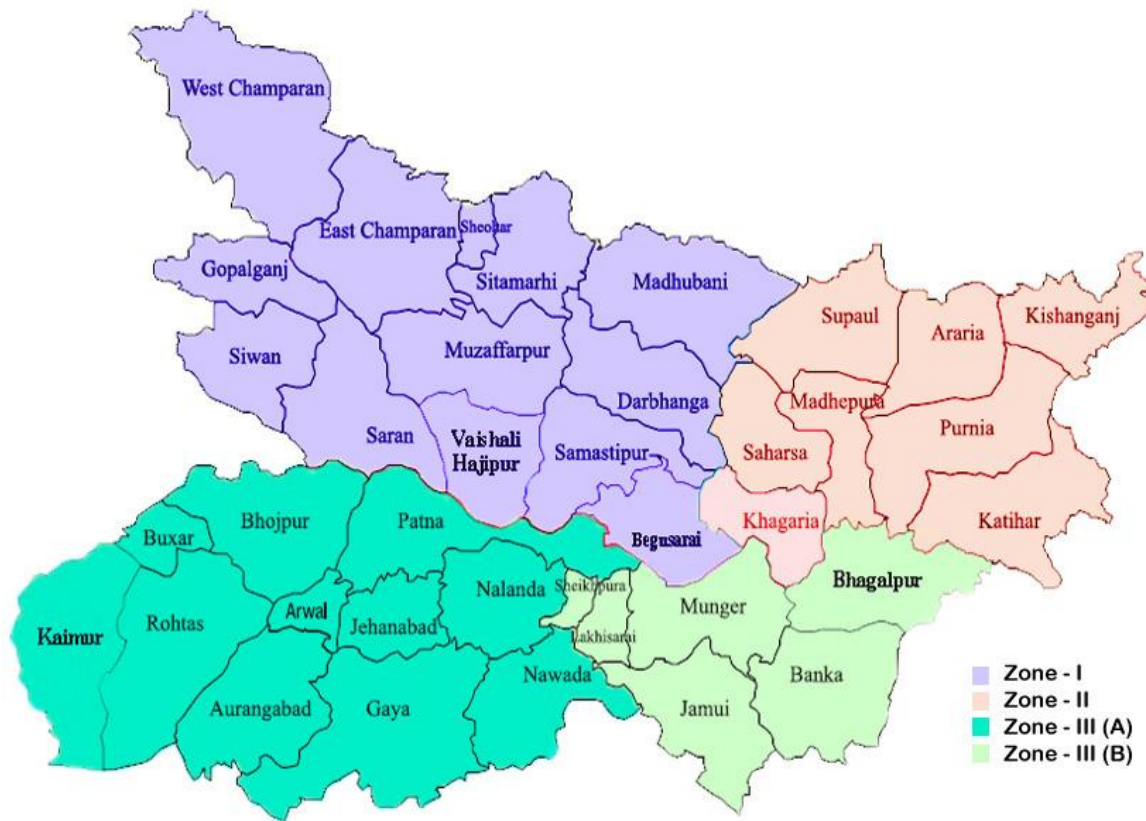 West Champaran
East Champaran
Sheohar
Gopalganj
Sitamarhi
Madhubani
Supaul
Araria
Kishanganj
Siwan
Muzaffarpur
Darbhanga
Madhepura
Purnia
Saran
Vaishali
Hajipur
Samastipur
Saharsa
Khagaria
Katihar
Buxar
Bhojpur
Patna
Begusarai
Kaimur
Rohtas
Arwal
Jehanabad
Nalanda
Sheikhpura
Lakhisarai
Munger
Bhagalpur
Aurangabad
Gaya
Nawada
Jamui
Banka
Zone - I
Zone - II
Zone - III (A)
Zone - III (B)